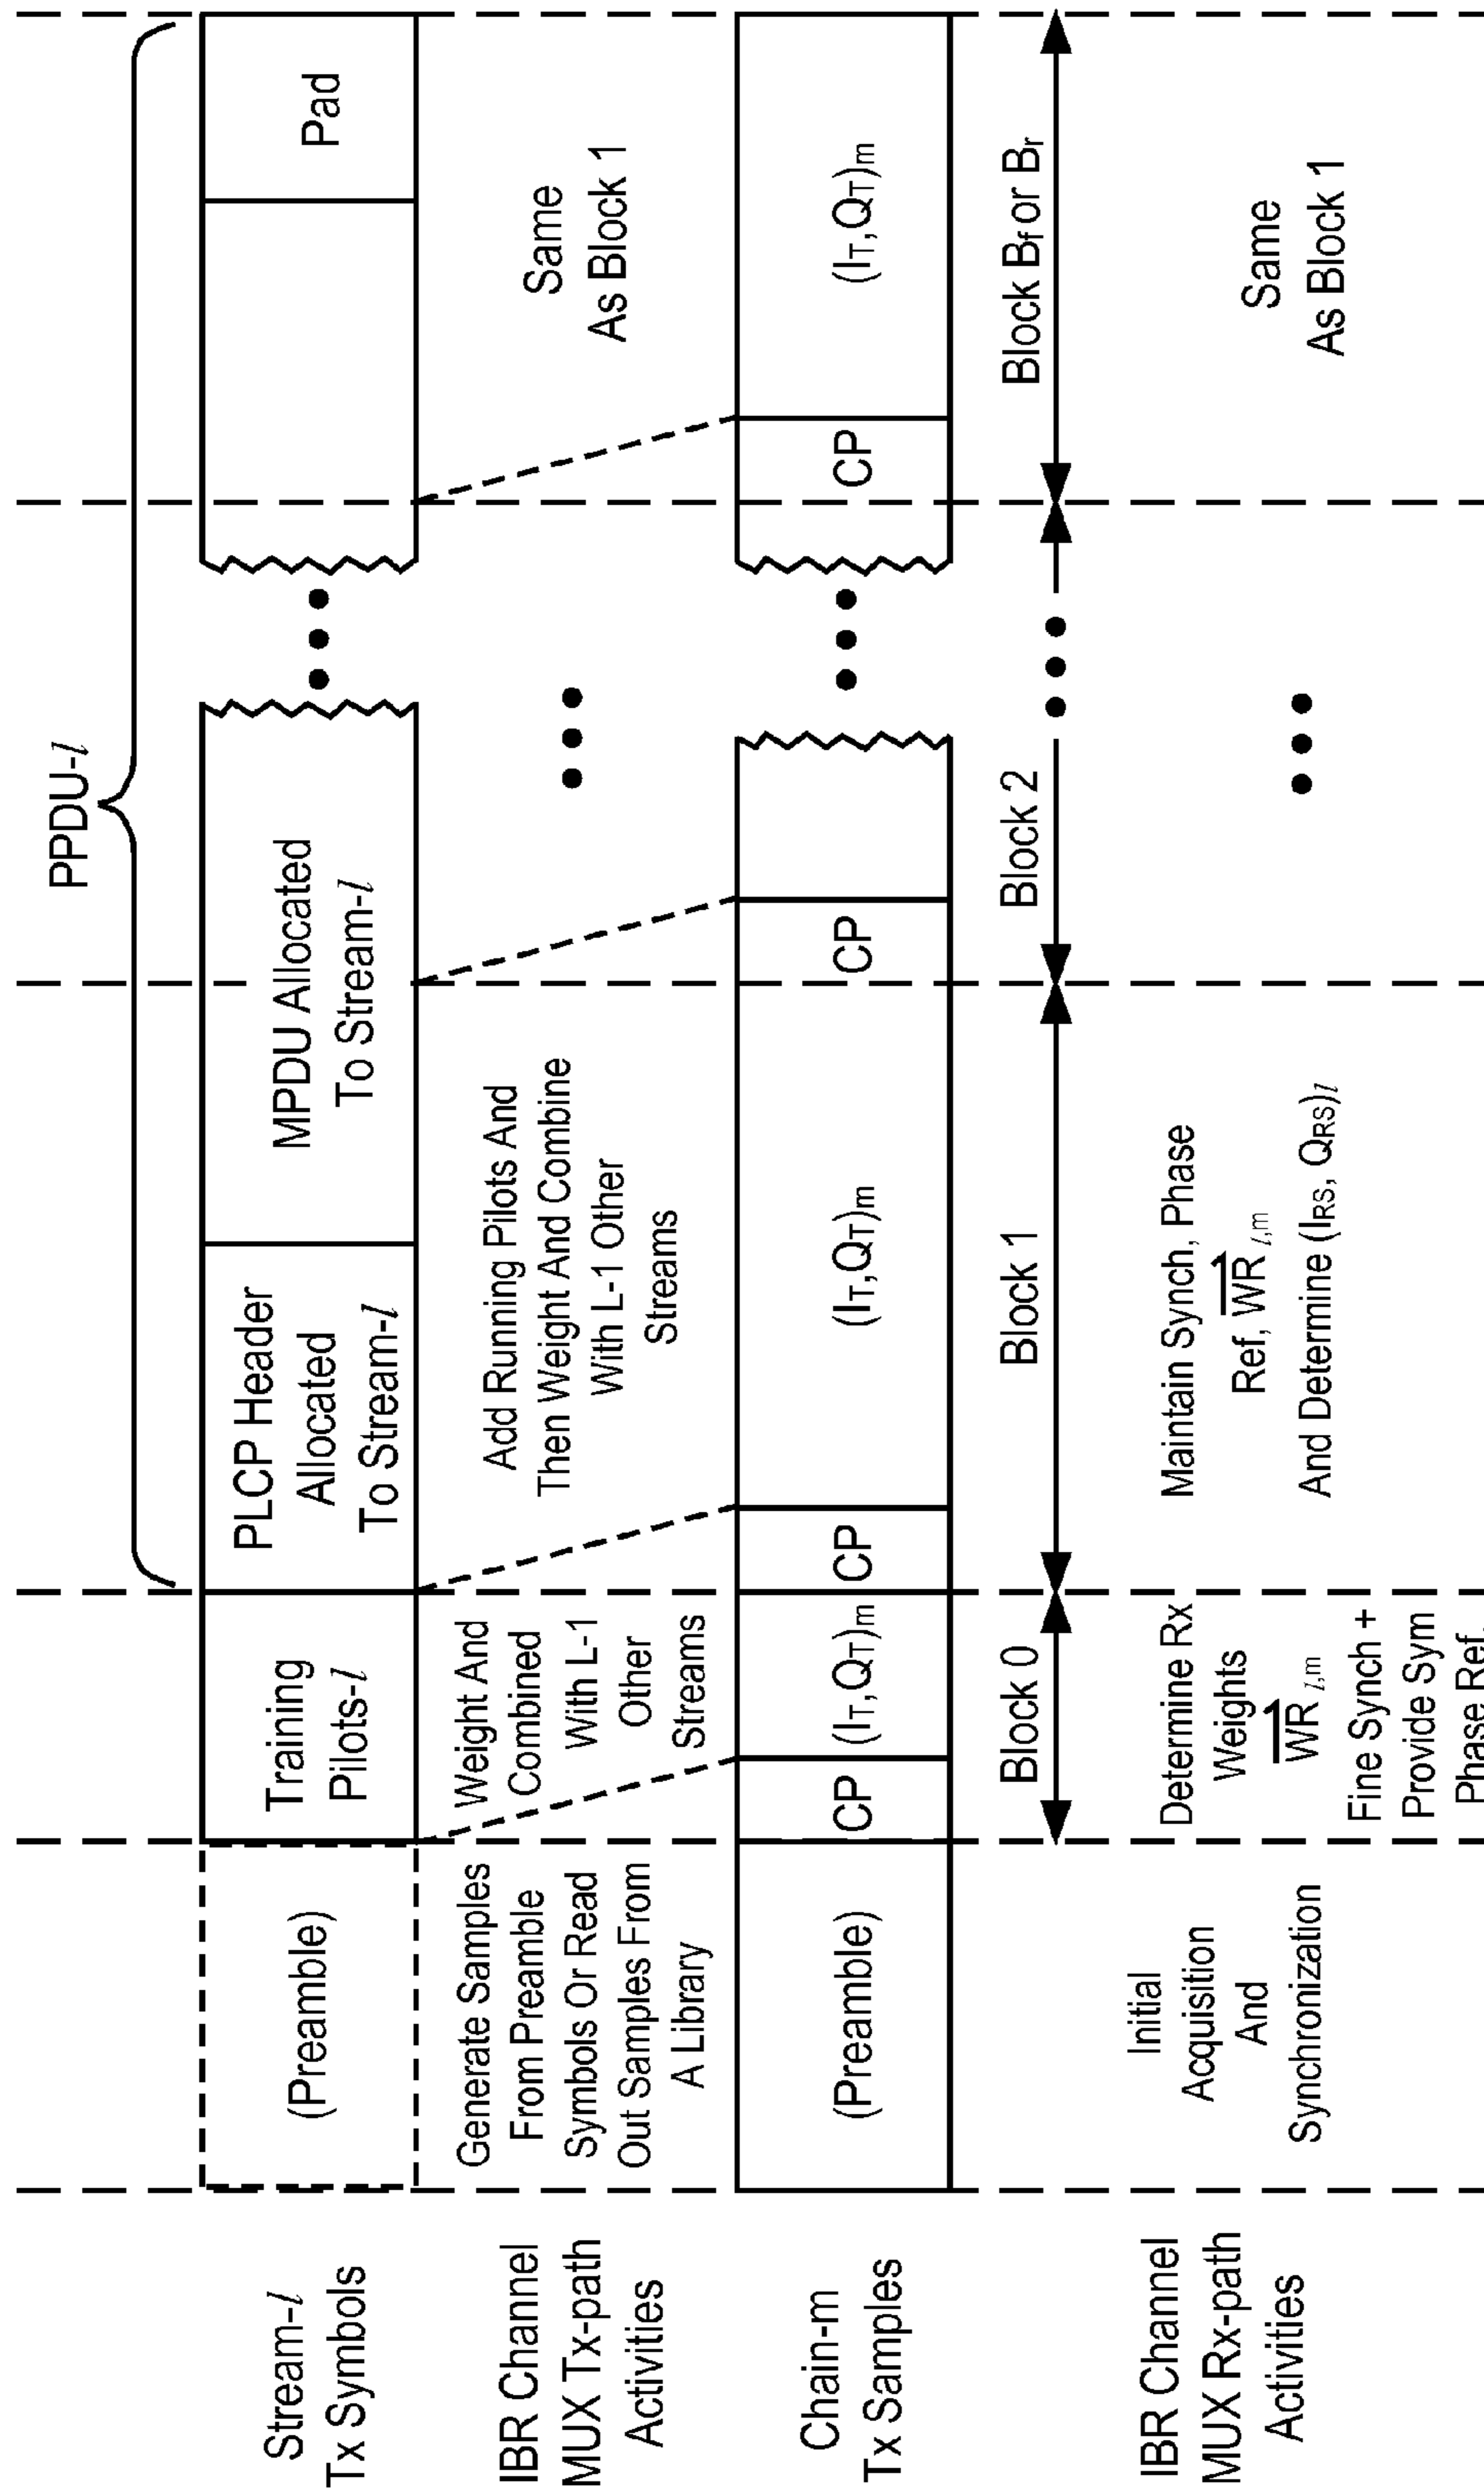 PPDU-l
Stream-l
Tx Symbols
(Preamble)
Training
Pilots-l
PLCP Header
Allocated
To Stream-l
MPDU Allocated
To Stream-l
Pad
IBR Channel
MUX Tx-path
Activities
Generate Samples
From Preamble
Symbols Or Read
Out Samples From
A Library
Weight And
Combined
With L-1
Other
Streams
Add Running Pilots And
Then Weight And Combine
With L-1 Other
Streams
Same
As Block 1
Chain-m
Tx Samples
(Preamble)
CP
(IT,QT)m
CP
(IT,QT)m
CP
CP
(IT,QT)m
Block 0
Block 1
Block 2
Block Bf or Br
IBR Channel
MUX Rx-path
Activities
Initial
Acquisition
And
Synchronization
Determine Rx
Weights
WR l,m
Fine Synch +
Provide Sym
Phase Ref.
Maintain Synch, Phase
Ref, WR l,m
And Determine (IRS, QRS)l
Same
As Block 1